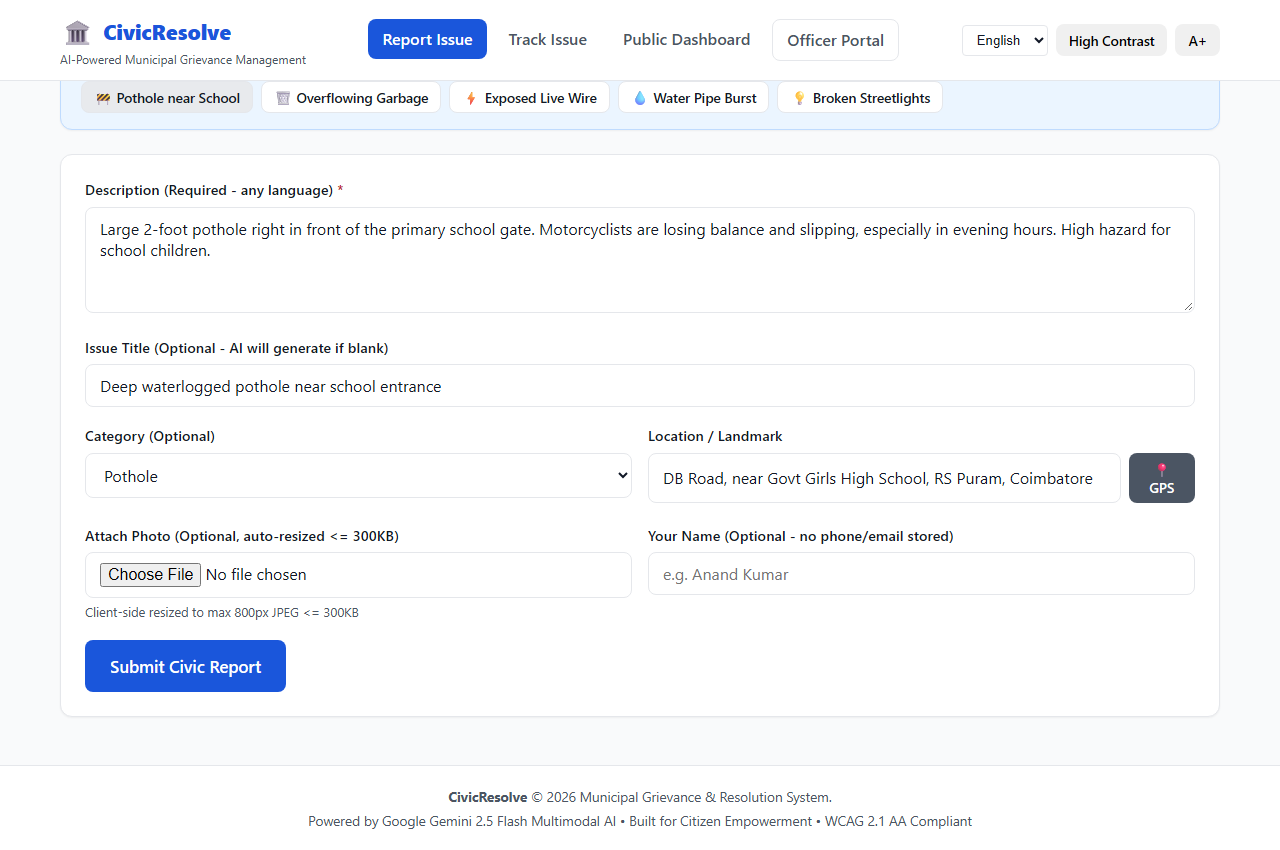 CivicResolve
AI-Powered Municipal Grievance Management
Report Issue
Track Issue
Public Dashboard
Officer Portal
English
High Contrast
A+
Pothole near School
Overflowing Garbage
Exposed Live Wire
Water Pipe Burst
Broken Streetlights
Description (Required - any language) *
Large 2-foot pothole right in front of the primary school gate. Motorcyclists are losing balance and slipping, especially in evening hours. High hazard for
school children.
Issue Title (Optional - AI will generate if blank)
Deep waterlogged pothole near school entrance
Category (Optional)
Pothole
Location / Landmark
DB Road, near Govt Girls High School, RS Puram, Coimbatore
GPS
Attach Photo (Optional, auto-resized <= 300KB)
Choose File No file chosen
Client-side resized to max 800px JPEG <= 300KB
Your Name (Optional - no phone/email stored)
e.g. Anand Kumar
Submit Civic Report
CivicResolve © 2026 Municipal Grievance & Resolution System.
Powered by Google Gemini 2.5 Flash Multimodal AI • Built for Citizen Empowerment • WCAG 2.1 AA Compliant